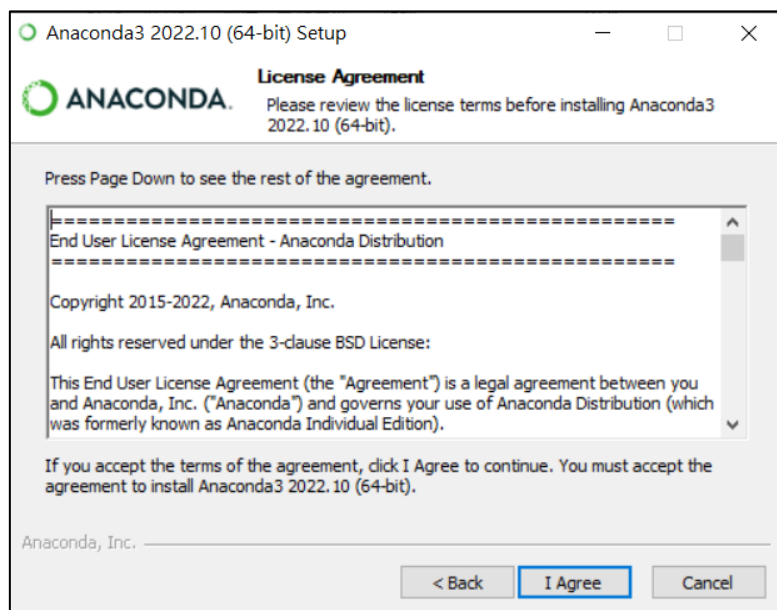 Anaconda3 2022.10 (64-bit) Setup
ANACONDA.
License Agreement
Please review the license terms before installing Anaconda3
2022.10 (64-bit).
Press Page Down to see the rest of the agreement.
====================================================
End User License Agreement - Anaconda Distribution
====================================================
Copyright 2015-2022, Anaconda, Inc.
All rights reserved under the 3-clause BSD License:
This End User License Agreement (the "Agreement") is a legal agreement between you
and Anaconda, Inc. ("Anaconda") and governs your use of Anaconda Distribution (which
was formerly known as Anaconda Individual Edition).
If you accept the terms of the agreement, click I Agree to continue. You must accept the
agreement to install Anaconda3 2022.10 (64-bit).
Anaconda, Inc.
< Back
I Agree
Cancel